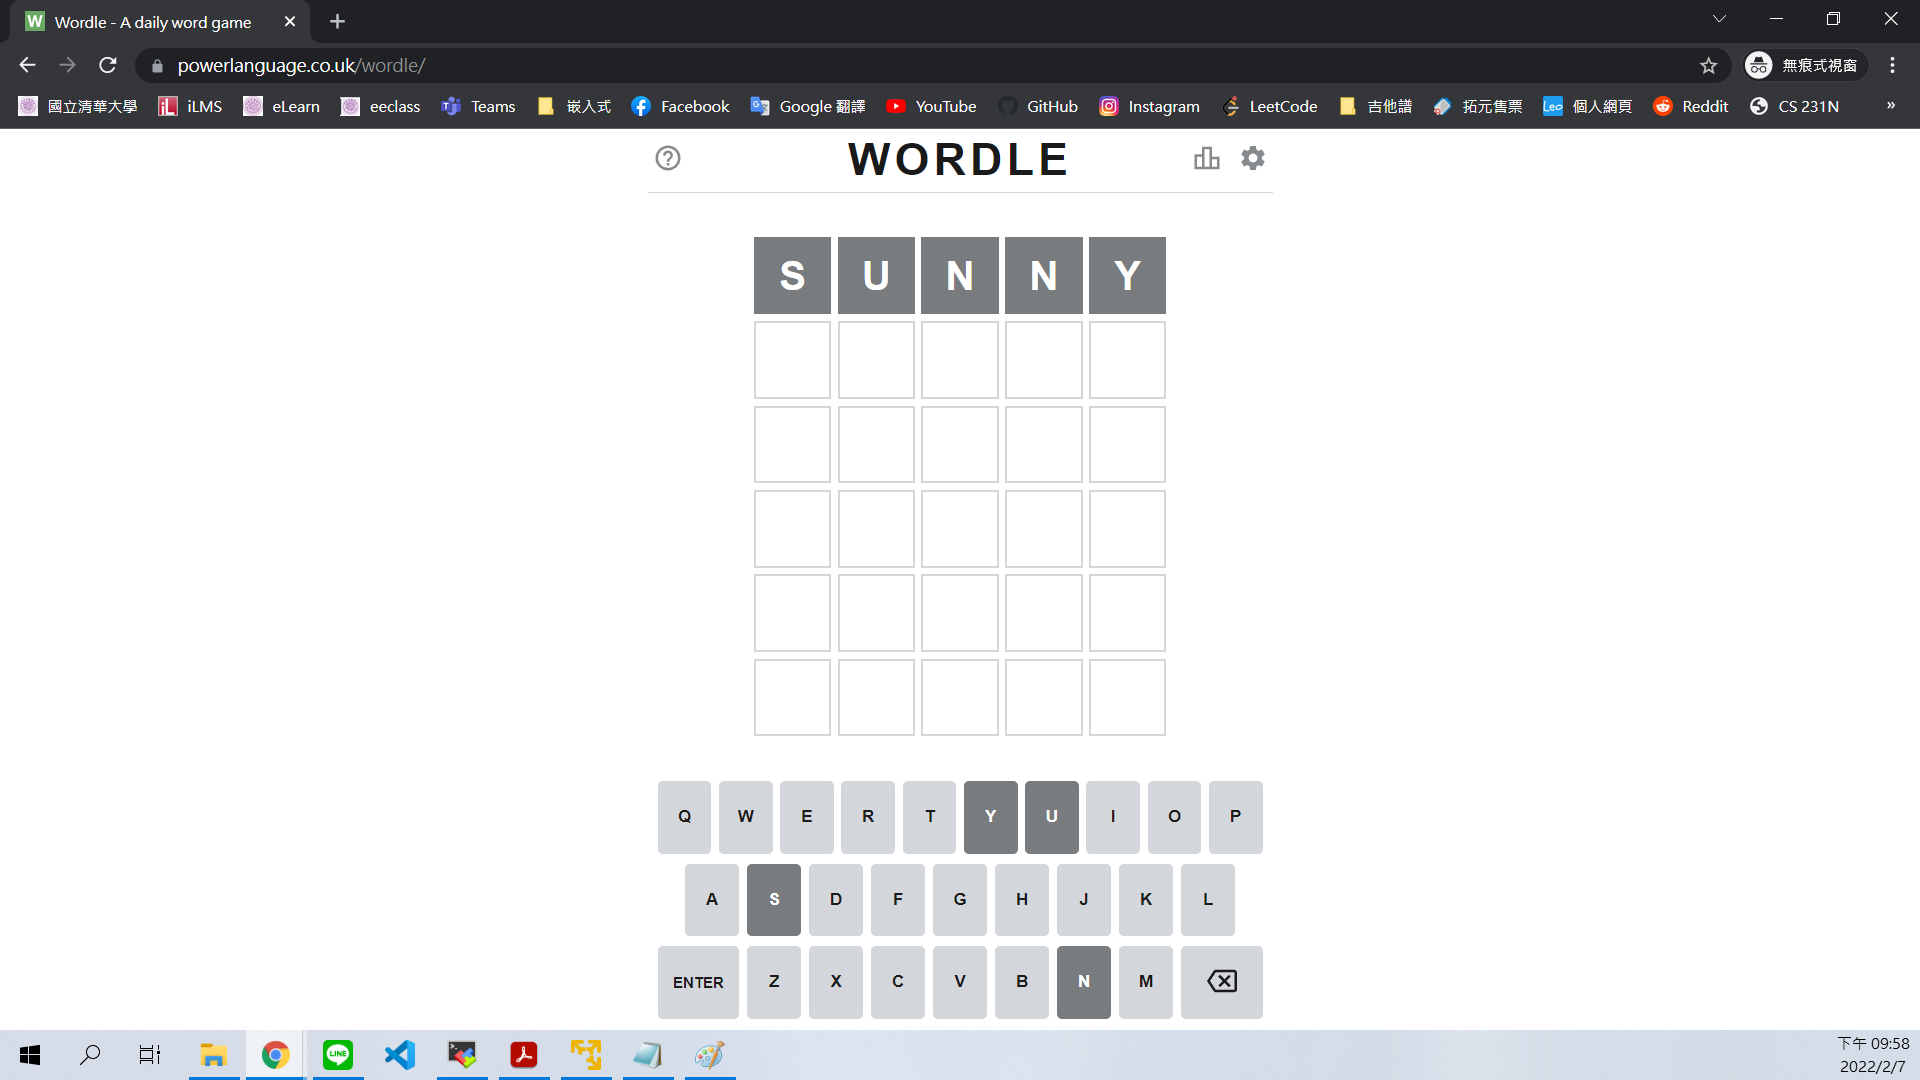 W Wordle - A daily word game
powerlanguage.co.uk/wordle/ 無痕式視窗
國立清華大學 iLMS eLearn eeclass Teams 嵌入式 Facebook Google 翻譯 YouTube GitHub Instagram LeetCode 吉他譜 拓元售票 Leo 個人網頁 Reddit CS 231N »
WORDLE
S U N N Y
Q W E R T Y U I O P
A S D F G H J K L
ENTER Z X C V B N M
LINE
下午 09:58
2022/2/7